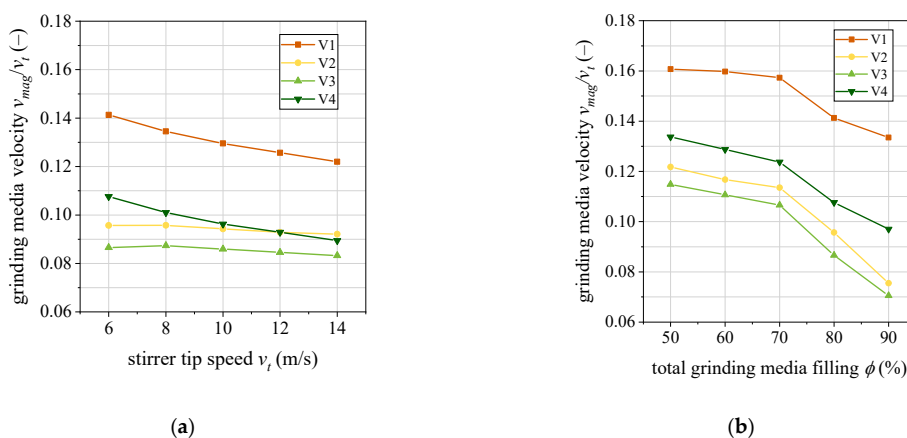 0.18
0.16
0.14
0.12
0.10
0.08
0.06
grinding media velocity v_mag/v_t (–)
V1
V2
V3
V4
6 8 10 12 14
stirrer tip speed v_t (m/s)
(a)
0.18
0.16
0.14
0.12
0.10
0.08
0.06
grinding media velocity v_mag/v_t (–)
V1
V2
V3
V4
50 60 70 80 90
total grinding media filling ϕ (%)
(b)